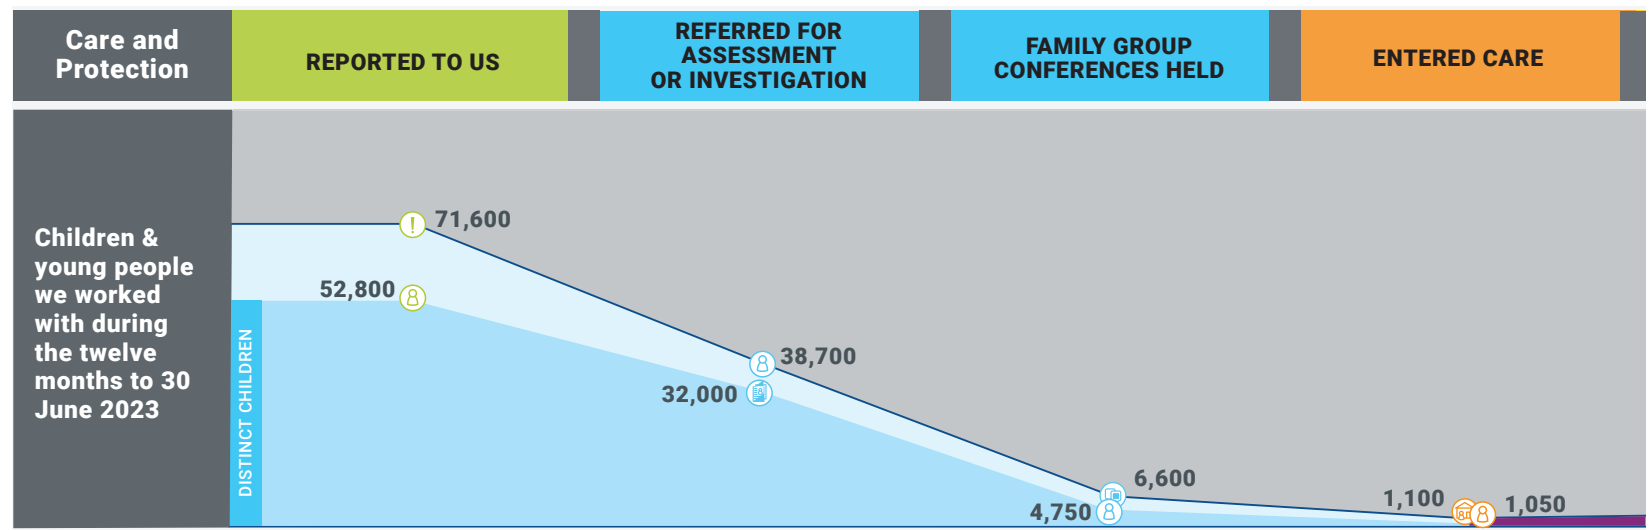 Care and
Protection
REPORTED TO US
REFERRED FOR
ASSESSMENT
OR INVESTIGATION
FAMILY GROUP
CONFERENCES HELD
ENTERED CARE
Children &
young people
we worked
with during
the twelve
months to 30
June 2023
DISTINCT CHILDREN
71,600
52,800
38,700
32,000
6,600
4,750
1,100
1,050